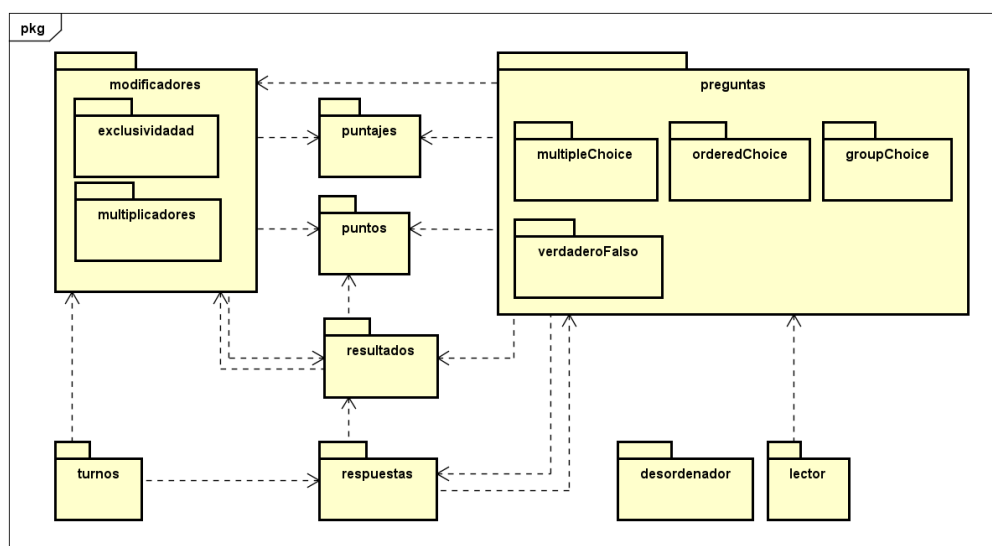 pkg
modificadores
preguntas
exclusividadad
puntajes
multipleChoice
orderedChoice
groupChoice
multiplicadores
puntos
verdaderoFalso
resultados
turnos
respuestas
desordenador
lector